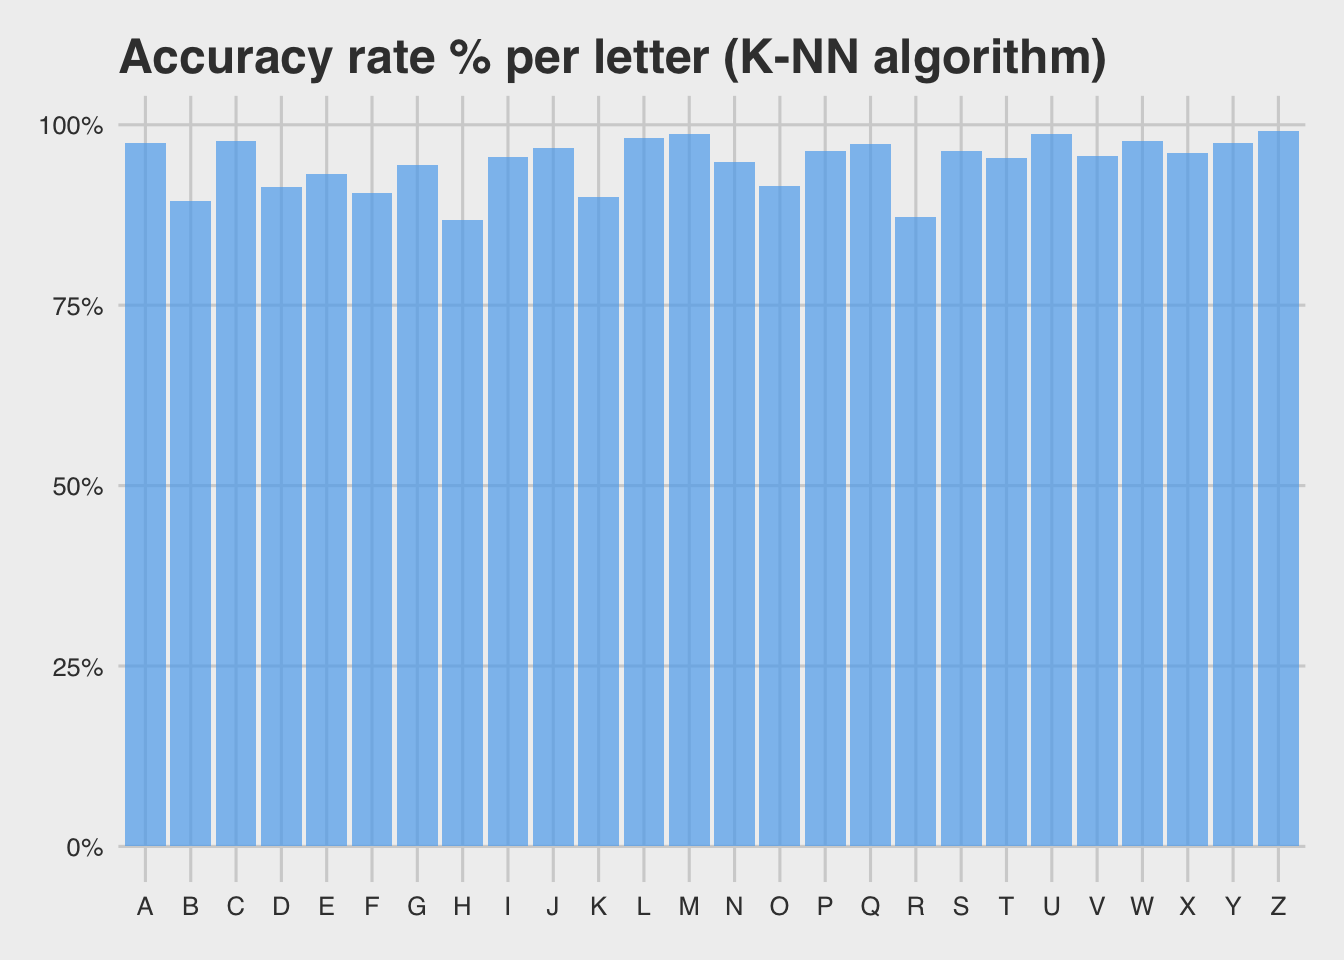 Accuracy rate % per letter (K-NN algorithm)
100%
75%
50%
25%
0%
A B C D E F G H I J K L M N O P Q R S T U V W X Y Z